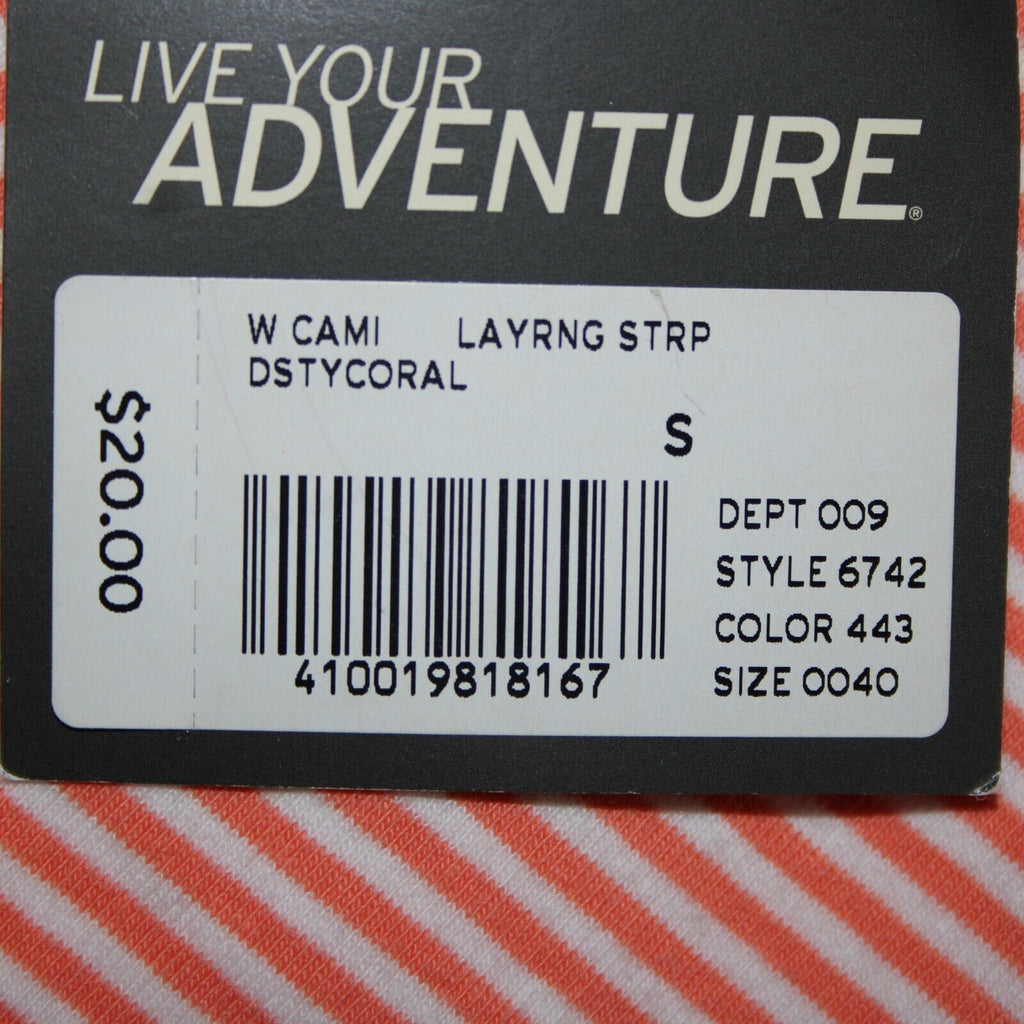 LIVE YOUR
ADVENTURE®
W CAMI LAYRNG STRP
DSTYCORAL
S
$20.00
410019818167
DEPT 009
STYLE 6742
COLOR 443
SIZE 0040